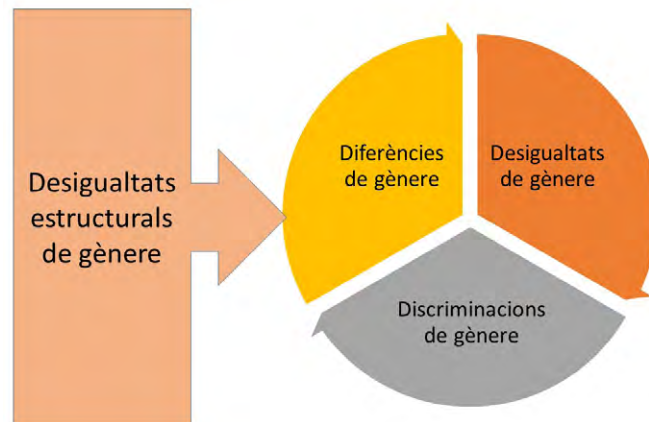 Desigualtats
estructurals
de gènere
Diferències
de gènere
Desigualtats
de gènere
Discriminacions
de gènere